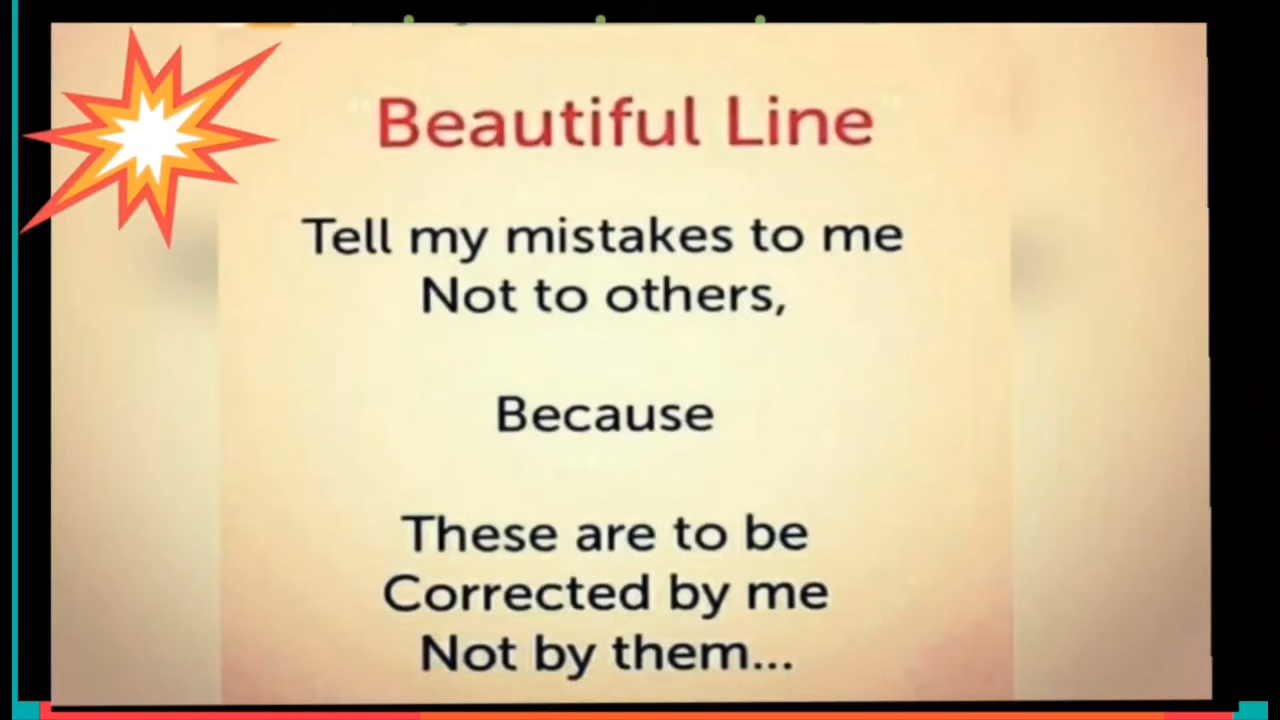 "Beautiful Line"
Tell my mistakes to me
Not to others,
Because
These are to be
Corrected by me
Not by them...